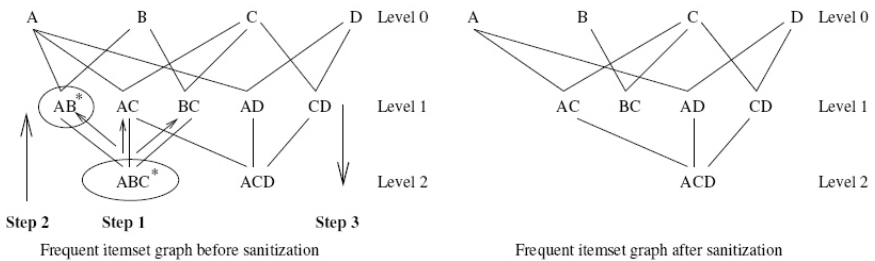 A B C D Level 0 A B C D Level 0
AB* AC BC AD CD Level 1 AC BC AD CD Level 1
ABC* ACD Level 2 ACD Level 2
Step 2 Step 1 Step 3
Frequent itemset graph before sanitization Frequent itemset graph after sanitization